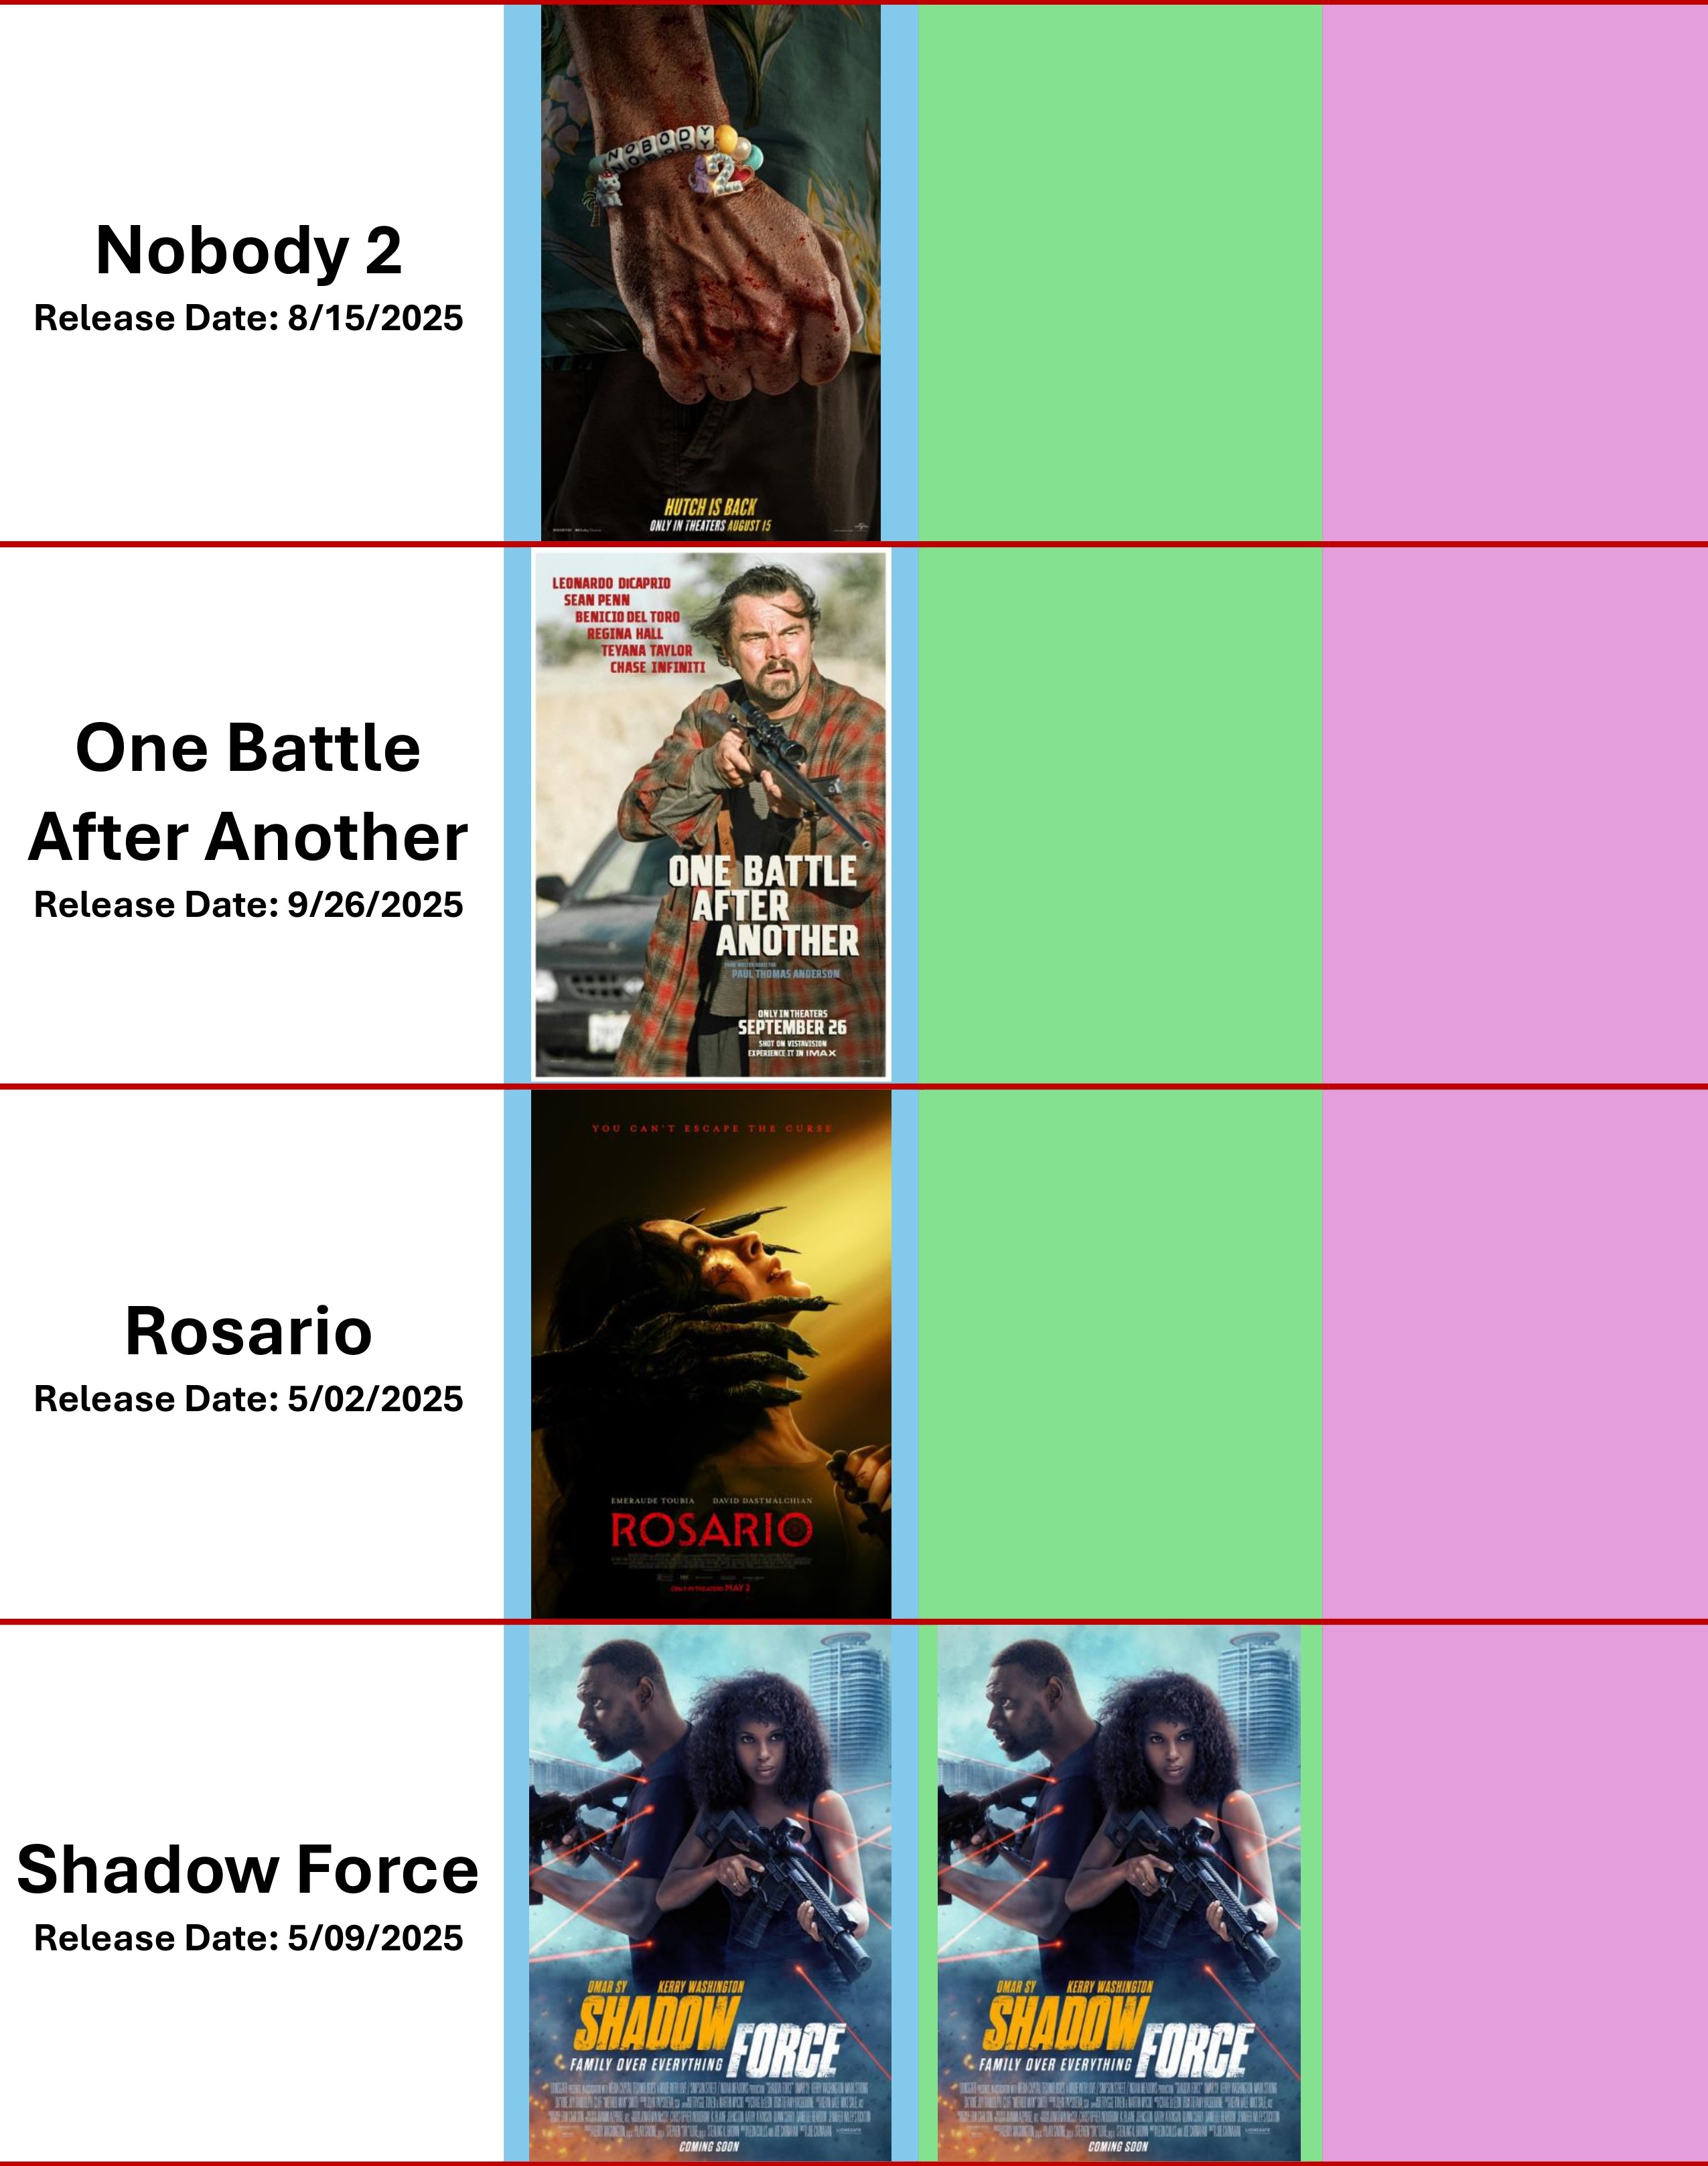 Nobody 2
Release Date: 8/15/2025
NOBODY
2
HUTCH IS BACK
ONLY IN THEATERS AUGUST 15
One Battle
After Another
Release Date: 9/26/2025
LEONARDO DiCAPRIO
SEAN PENN
BENICIO DEL TORO
REGINA HALL
TEYANA TAYLOR
CHASE INFINITI
ONE BATTLE
AFTER
ANOTHER
PAUL THOMAS ANDERSON
ONLY IN THEATERS
SEPTEMBER 26
SHOT ON VISTAVISION
EXPERIENCE IT IN IMAX
Rosario
Release Date: 5/02/2025
YOU CAN'T ESCAPE THE CURSE
EMERAUDE TOUBIA DAVID DASTMALCHIAN
ROSARIO
ONLY IN THEATERS MAY 2
Shadow Force
Release Date: 5/09/2025
OMAR SY KERRY WASHINGTON
SHADOW
FORCE
FAMILY OVER EVERYTHING
COMING SOON
OMAR SY KERRY WASHINGTON
SHADOW
FORCE
FAMILY OVER EVERYTHING
COMING SOON